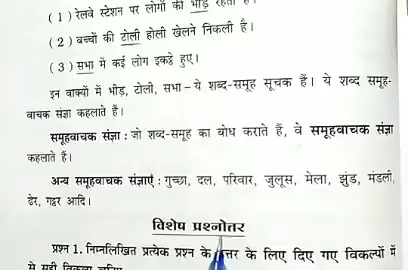 ( 1 ) रेलवे स्टेशन पर लोगों की भीड़ रहती है।
( 2 ) बच्चों की टोली होली खेलने निकली है।
( 3 ) सभा में कई लोग इकट्ठे हुए।
इन वाक्यों में भीड़, टोली, सभा – ये शब्द-समूह सूचक हैं। ये शब्द समूह-
वाचक संज्ञा कहलाते हैं।
समूहवाचक संज्ञा : जो शब्द-समूह का बोध कराते हैं, वे समूहवाचक संज्ञा
कहलाते हैं।
अन्य समूहवाचक संज्ञाएं : गुच्छा, दल, परिवार, जुलूस, मेला, झुंड, मंडली,
ढेर, गट्ठर आदि।
विशेष प्रश्नोत्तर
प्रश्न 1. निम्नलिखित प्रत्येक प्रश्न के उत्तर के लिए दिए गए विकल्पों में
से सही विकल्प